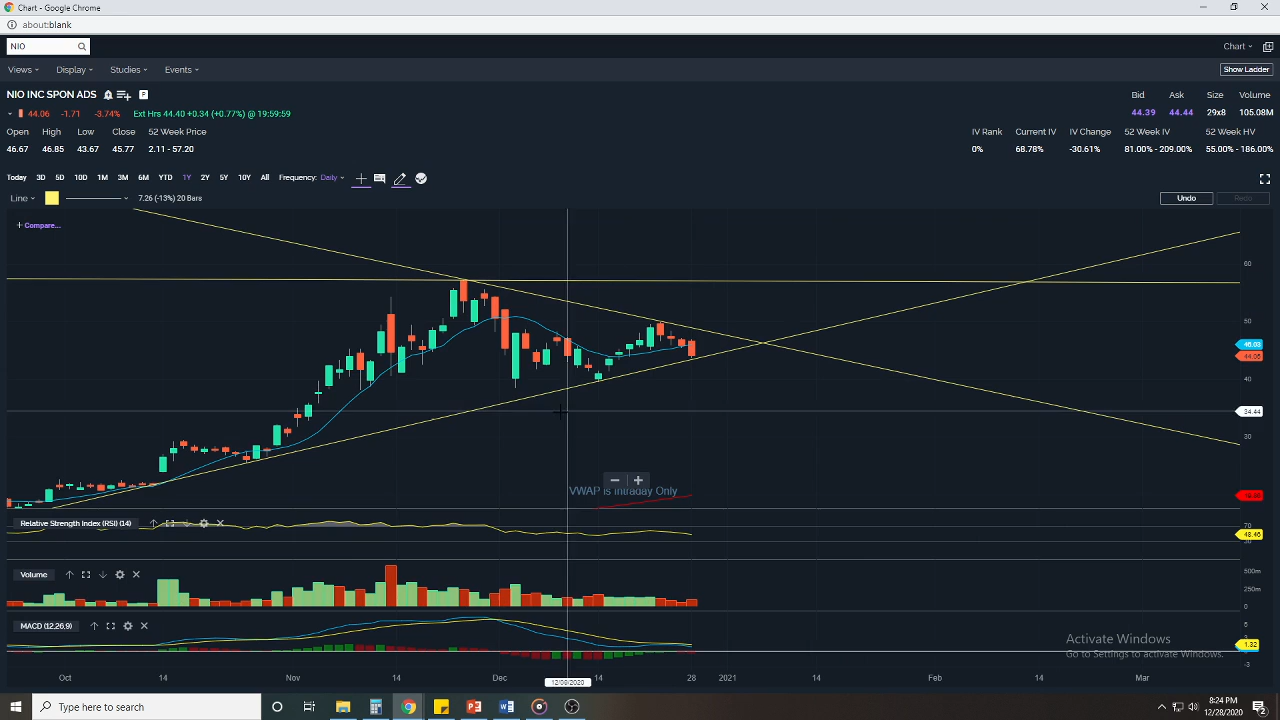 Chart - Google Chrome
about:blank
NIO
Chart
Views Display Studies Events
Show Ladder
NIO INC SPON ADS
P
Bid Ask Size Volume
44.06 -1.71 -3.74% Ext Hrs 44.40 +0.34 (+0.77%) @ 19:59:59
44.39 44.44 29x8 105.08M
Open High Low Close 52 Week Price
IV Rank Current IV IV Change 52 Week IV 52 Week HV
46.67 46.85 43.67 45.77 2.11 - 57.20
0% 68.78% -30.61% 81.00% - 209.00% 55.00% - 186.00%
Today 3D 5D 10D 1M 3M 6M YTD 1Y 2Y 5Y 10Y All Frequency: Daily
Line 7.26 (-13%) 20 Bars
Undo Redo
+ Compare...
60
50
46.03
44.06
40
34.44
30
VWAP is Intraday Only
Relative Strength Index (RSI) (14)
70
48.46
Volume
500m
250m
0
MACD (12,26,9)
5
1.32
-3
Activate Windows
Go to Settings to activate Windows.
Oct 14 Nov 14 Dec 14 28 2021 14 Feb 14 Mar
12/09/2020
Type here to search
8:24 PM
12/28/2020
2